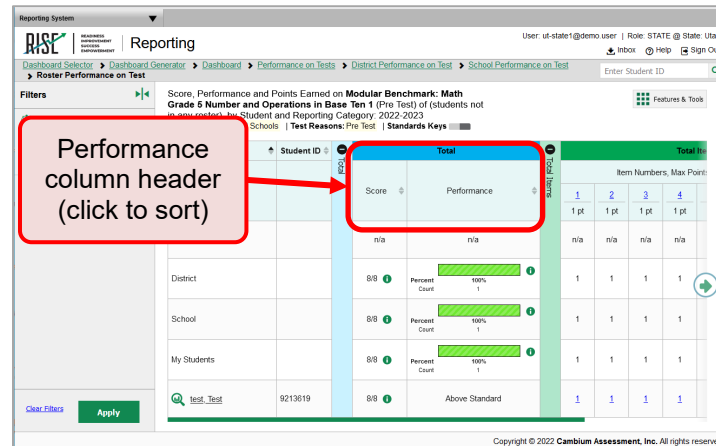 Reporting System
RISE READINESS IMPROVEMENT SUCCESS EMPOWERMENT Reporting
User: ut-state1@demo.user | Role: STATE @ State: Uta
Inbox Help Sign Ou
Dashboard Selector > Dashboard Generator > Dashboard > Performance on Tests > District Performance on Test > School Performance on Test
> Roster Performance on Test
Enter Student ID
Filters
Score, Performance and Points Earned on Modular Benchmark: Math
Grade 5 Number and Operations in Base Ten 1 (Pre Test) of (students not
in any roster), by Student and Reporting Category: 2022-2023
Schools | Test Reasons: Pre Test | Standards Keys
Features & Tools
Performance
column header
(click to sort)
Student ID Total Total Total Items Total Ite
Item Numbers, Max Point
Score Performance 1 2 3 4
1 pt 1 pt 1 pt 1 pt
n/a n/a n/a n/a n/a n/a
District 8/8 Percent 100% 1 1 1 1
Count 1
School 8/8 Percent 100% 1 1 1 1
Count 1
My Students 8/8 Percent 100% 1 1 1 1
Count 1
test, Test 9213619 8/8 Above Standard 1 1 1 1
Clear Filters Apply
Copyright © 2022 Cambium Assessment, Inc. All rights reserve